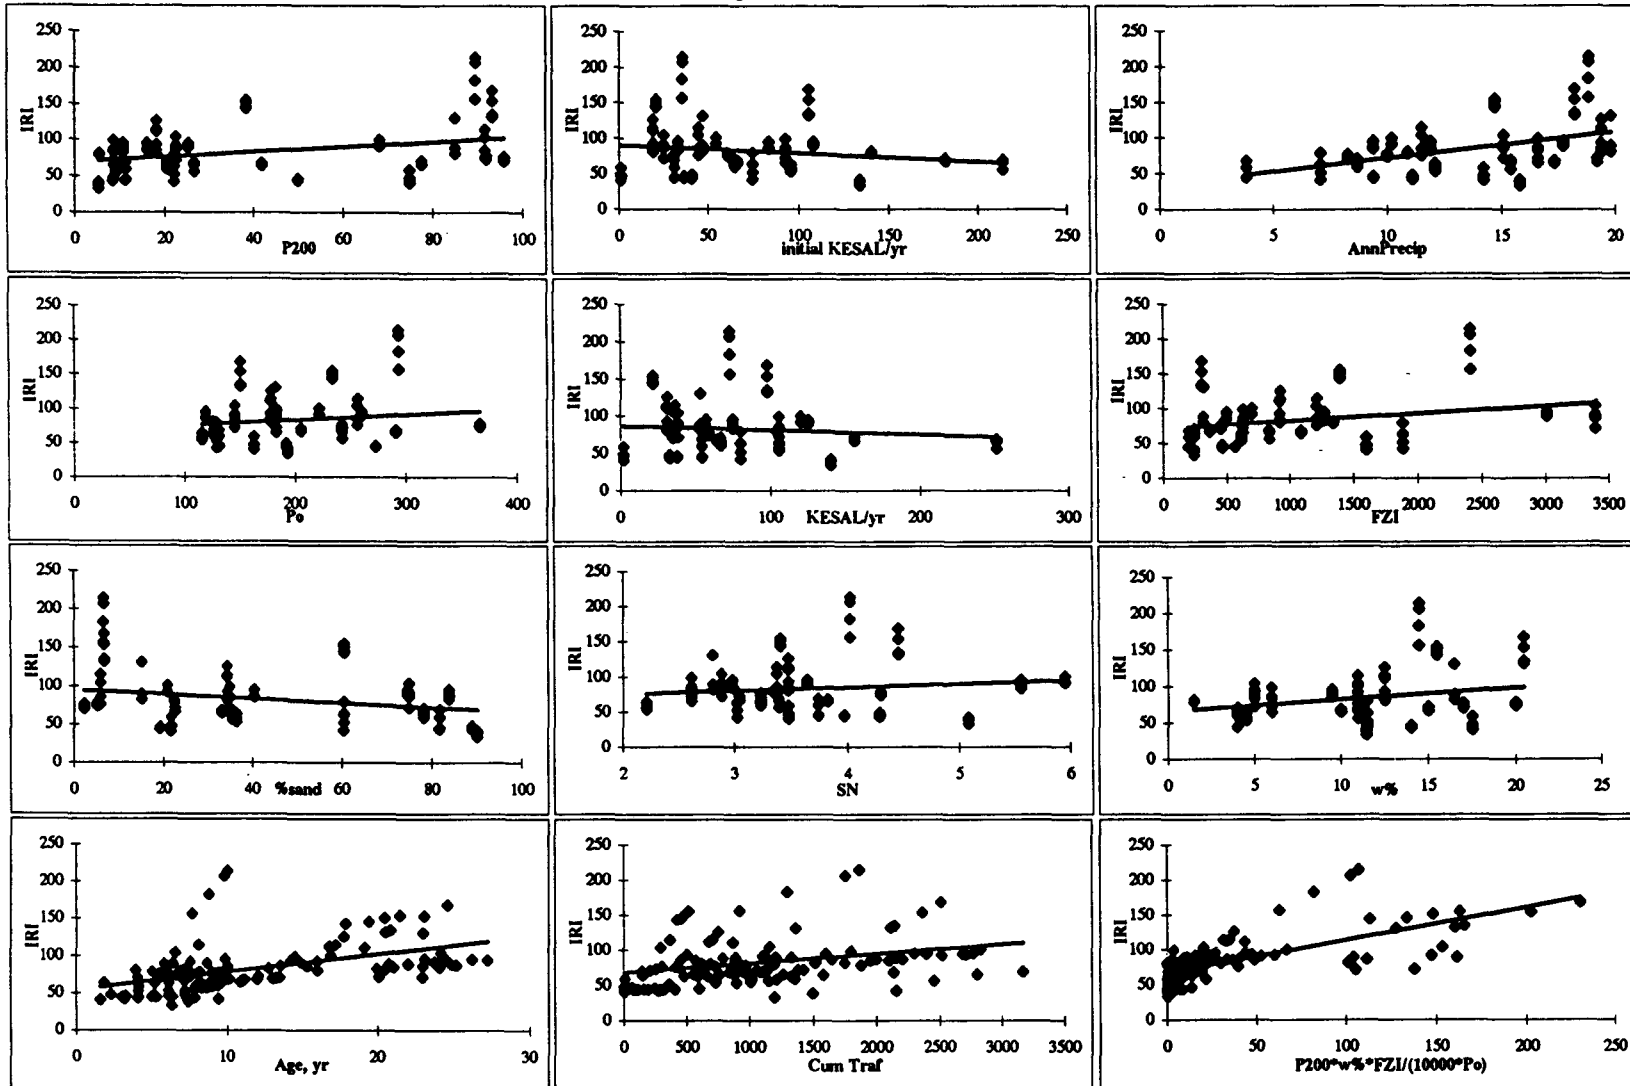 250
200
150
100
50
0
IRI
0 20 40 60 80 100
P200
250
200
150
100
50
0
IRI
0 50 100 150 200 250
initial KESAL/yr
250
200
150
100
50
0
IRI
0 5 10 15 20
AnnPrecip
250
200
150
100
50
0
IRI
0 100 200 300 400
Po
250
200
150
100
50
0
IRI
0 100 200 300
KESAL/yr
250
200
150
100
50
0
IRI
0 500 1000 1500 2000 2500 3000 3500
FZI
250
200
150
100
50
0
IRI
0 20 40 60 80 100
%sand
250
200
150
100
50
0
IRI
2 3 4 5 6
SN
250
200
150
100
50
0
IRI
0 5 10 15 20 25
w%
250
200
150
100
50
0
IRI
0 10 20 30
Age, yr
250
200
150
100
50
0
IRI
0 500 1000 1500 2000 2500 3000 3500
Cum Traf
250
200
150
100
50
0
IRI
0 50 100 150 200 250
P200*w%*FZI/(10000*Po)